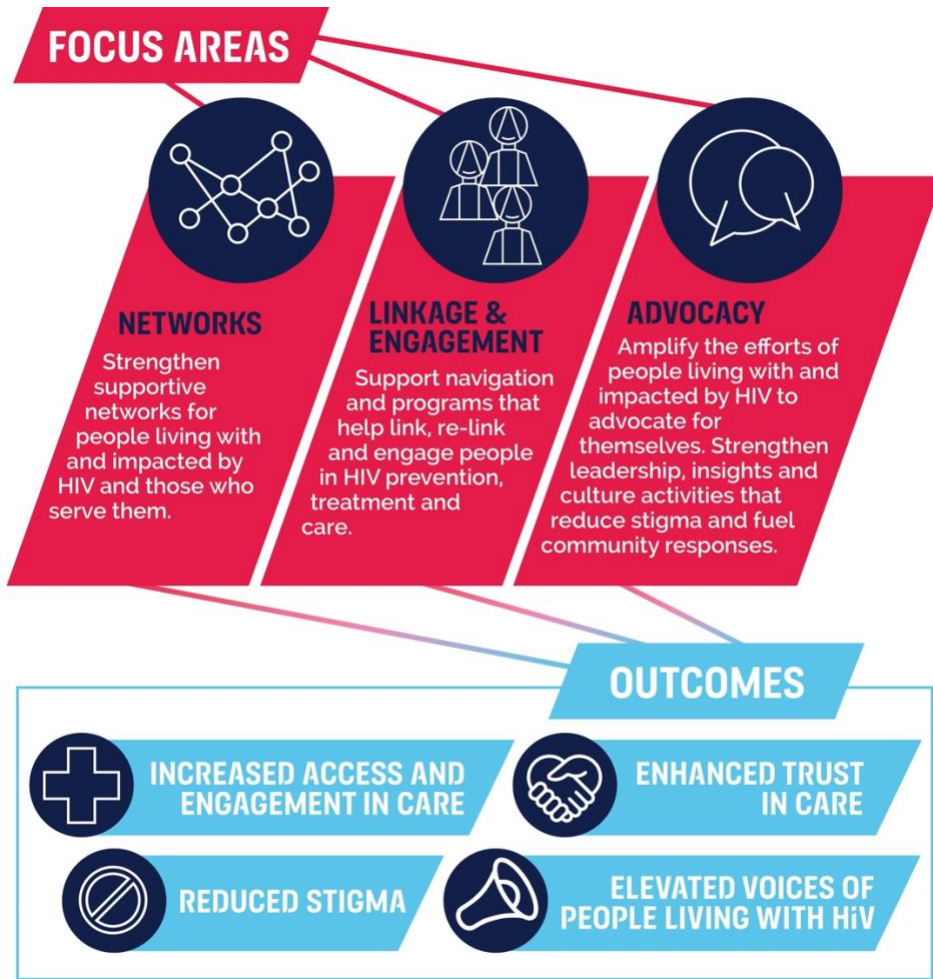 FOCUS AREAS
NETWORKS
Strengthen
supportive
networks for
people living with
and impacted by
HIV and those who
serve them.
LINKAGE &
ENGAGEMENT
Support navigation
and programs that
help link, re-link
and engage people
in HIV prevention,
treatment and
care.
ADVOCACY
Amplify the efforts of
people living with and
impacted by HIV to
advocate for
themselves. Strengthen
leadership, insights and
culture activities that
reduce stigma and fuel
community responses.
OUTCOMES
INCREASED ACCESS AND
ENGAGEMENT IN CARE
ENHANCED TRUST
IN CARE
REDUCED STIGMA
ELEVATED VOICES OF
PEOPLE LIVING WITH HiV